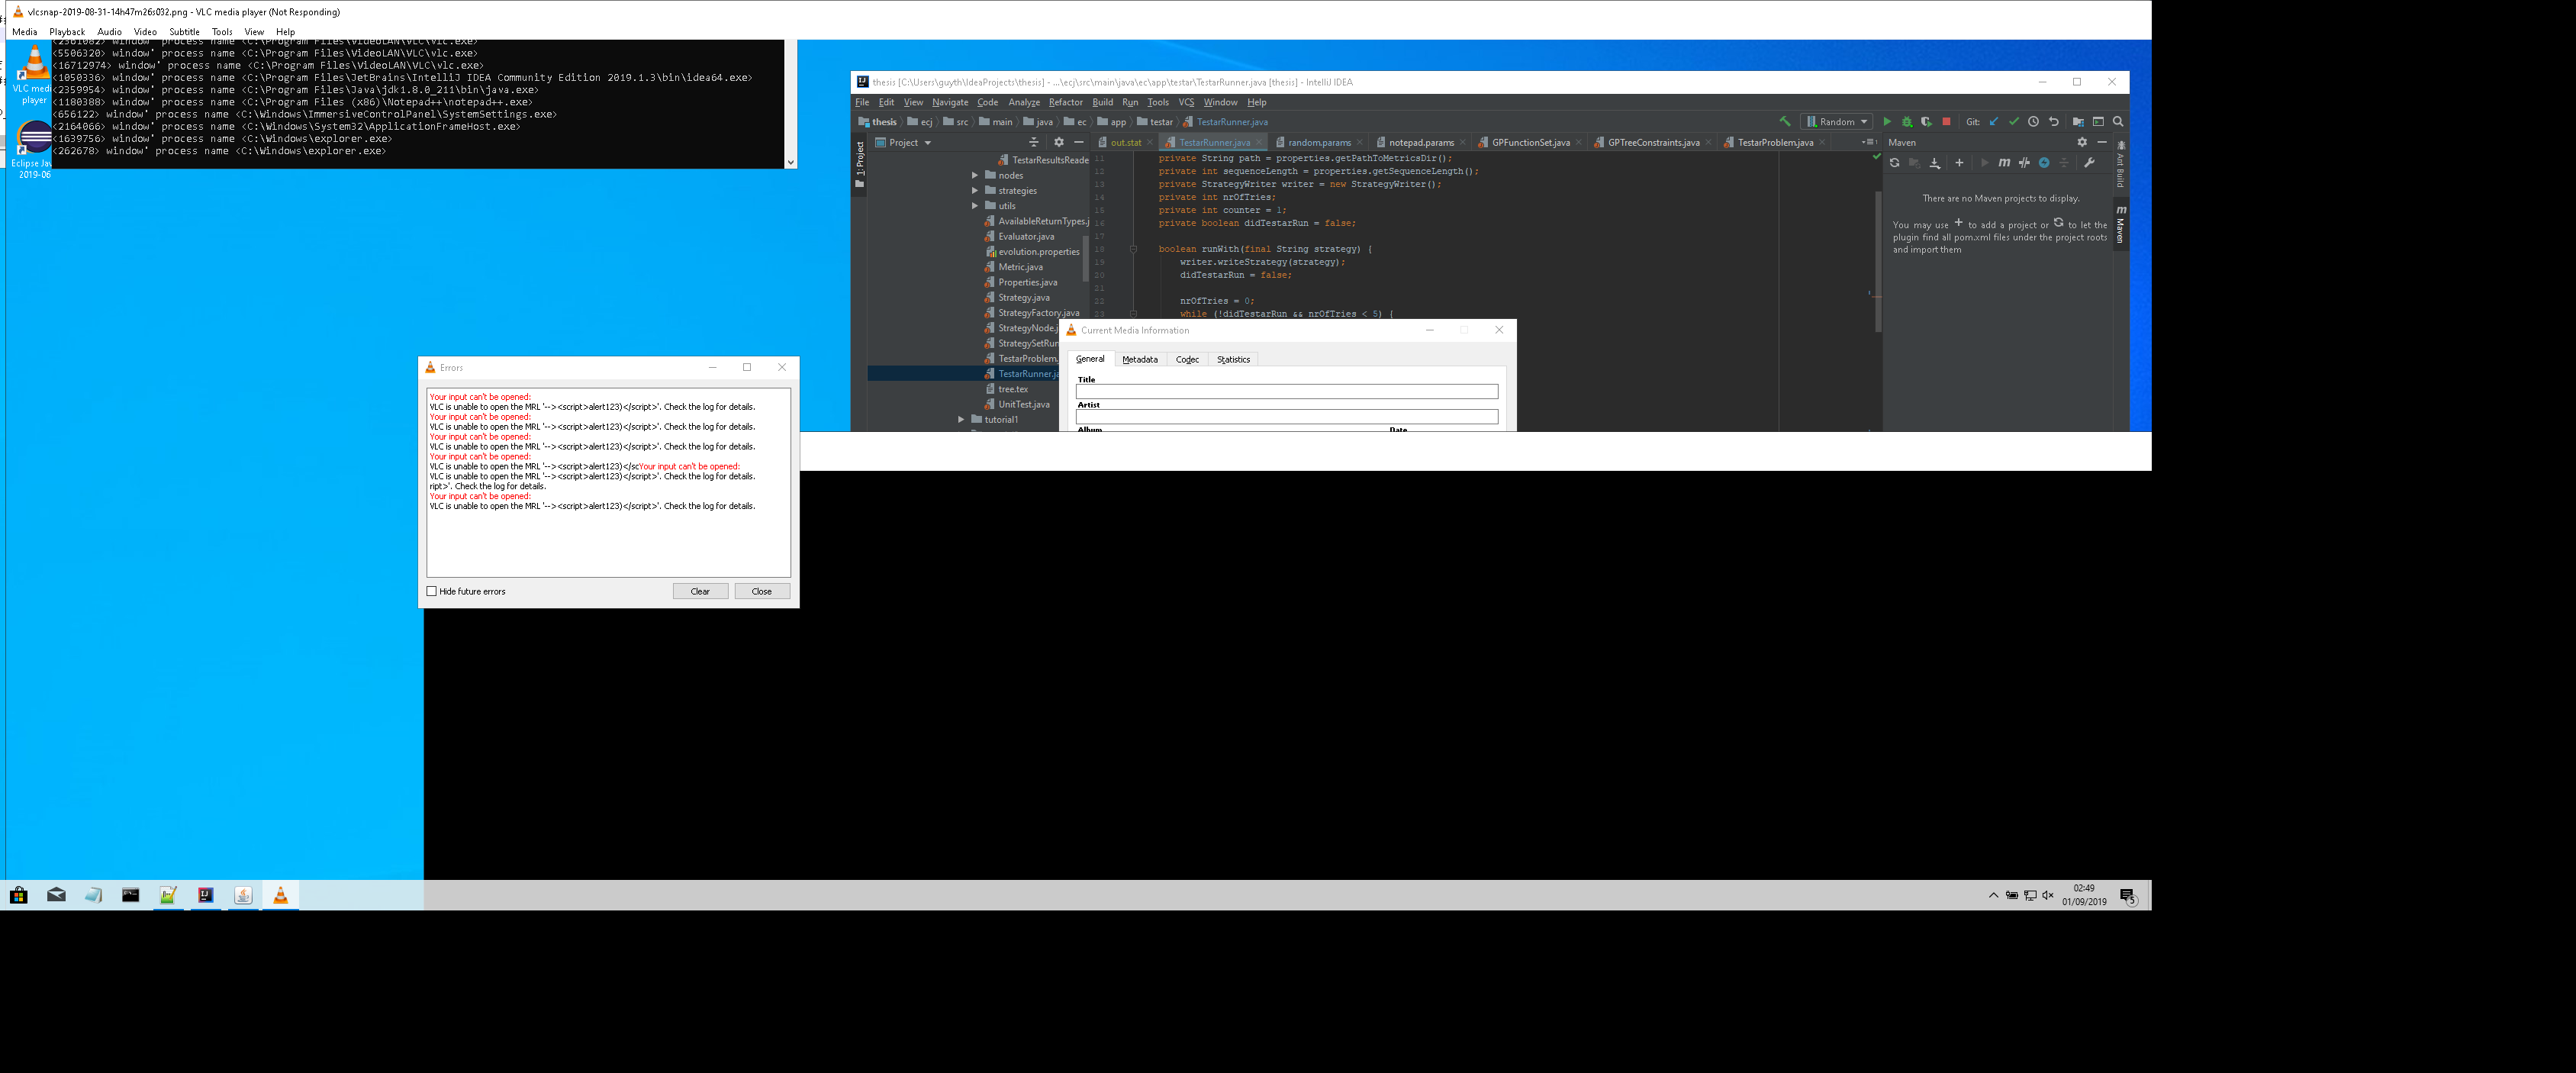 vlcsnap-2019-08-31-14h47m26s032.png - VLC media player (Not Responding)
Media Playback Audio Video Subtitle Tools View Help
<2361082> window' process name <C:\Program Files\VideoLAN\VLC\vlc.exe>
<5506320> window' process name <C:\Program Files\VideoLAN\VLC\vlc.exe>
<16712974> window' process name <C:\Program Files\VideoLAN\VLC\vlc.exe>
<1050336> window' process name <C:\Program Files\JetBrains\IntelliJ IDEA Community Edition 2019.1.3\bin\idea64.exe>
<2359954> window' process name <C:\Program Files\Java\jdk1.8.0_211\bin\java.exe>
<1180388> window' process name <C:\Program Files (x86)\Notepad++\notepad++.exe>
<656122> window' process name <C:\Windows\ImmersiveControlPanel\SystemSettings.exe>
<2164066> window' process name <C:\Windows\System32\ApplicationFrameHost.exe>
<1639756> window' process name <C:\Windows\explorer.exe>
<262678> window' process name <C:\Windows\explorer.exe>
VLC medi
player
Eclipse Jav
2019-06
thesis [C:\Users\guyth\IdeaProjects\thesis] - ...\ecj\src\main\java\ec\app\testar\TestarRunner.java [thesis] - IntelliJ IDEA
File Edit View Navigate Code Analyze Refactor Build Run Tools VCS Window Help
thesis ecj src main java ec app testar TestarRunner.java
Random
Git:
1: Project
Project
out.stat TestarRunner.java random.params notepad.params GPFunctionSet.java GPTreeConstraints.java TestarProblem.java
TestarResultsReade
nodes
strategies
utils
AvailableReturnTypes.j
Evaluator.java
evolution.properties
Metric.java
Properties.java
Strategy.java
StrategyFactory.java
StrategyNode.j
StrategySetRun
TestarProblem.
TestarRunner.ja
tree.tex
UnitTest.java
tutorial1
11 private String path = properties.getPathToMetricsDir();
12 private int sequenceLength = properties.getSequenceLength();
13 private StrategyWriter writer = new StrategyWriter();
14 private int nrOfTries;
15 private int counter = 1;
16 private boolean didTestarRun = false;
17
18 boolean runWith(final String strategy) {
19 writer.writeStrategy(strategy);
20 didTestarRun = false;
21
22 nrOfTries = 0;
23 while (!didTestarRun && nrOfTries < 5) {
Maven
There are no Maven projects to display.
You may use + to add a project or to let the
plugin find all pom.xml files under the project roots
and import them
Ant Build
Maven
Current Media Information
General Metadata Codec Statistics
Title
Artist
Album Date
Errors
Your input can't be opened:
VLC is unable to open the MRL '--><script>alert123)</script>'. Check the log for details.
Your input can't be opened:
VLC is unable to open the MRL '--><script>alert123)</script>'. Check the log for details.
Your input can't be opened:
VLC is unable to open the MRL '--><script>alert123)</script>'. Check the log for details.
Your input can't be opened:
VLC is unable to open the MRL '--><script>alert123)</scYour input can't be opened:
VLC is unable to open the MRL '--><script>alert123)</script>'. Check the log for details.
ript>'. Check the log for details.
Your input can't be opened:
VLC is unable to open the MRL '--><script>alert123)</script>'. Check the log for details.
Hide future errors Clear Close
02:49
01/09/2019
5